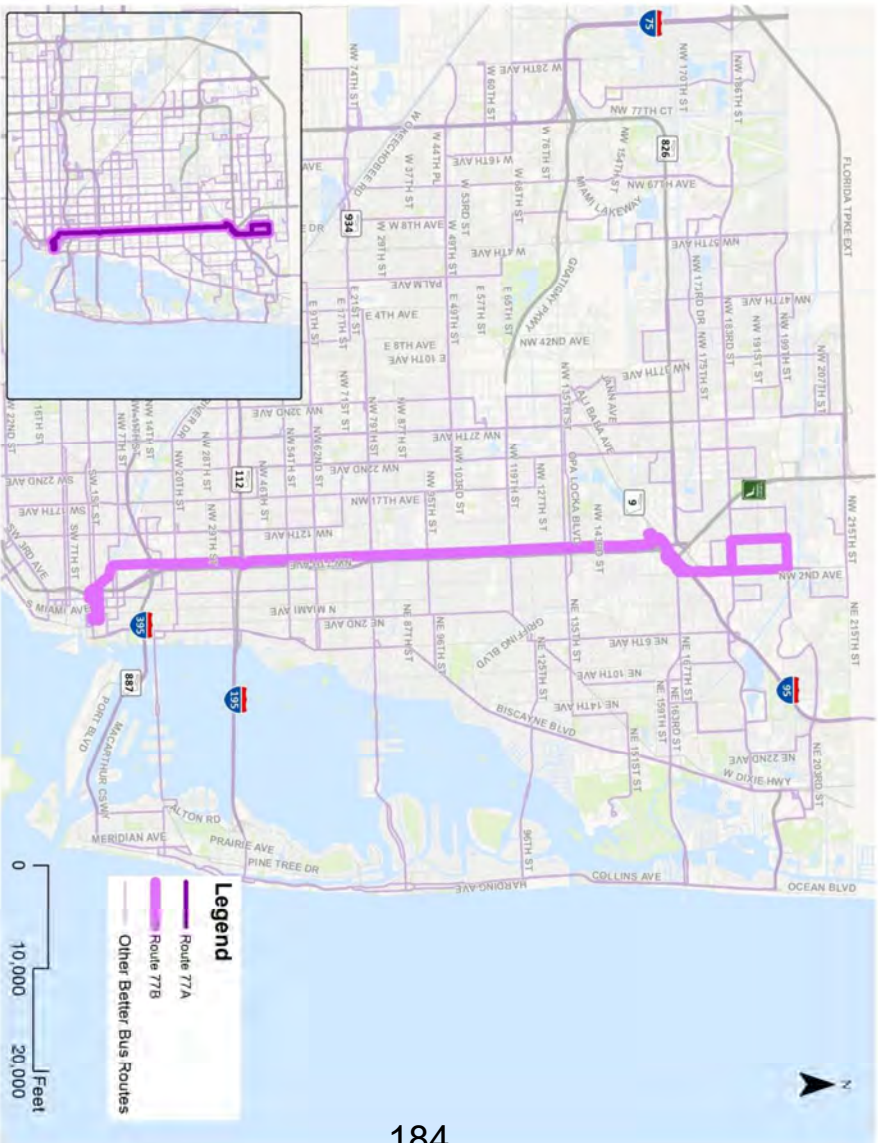 75
NW 170TH ST
NW 186TH ST
W 28TH AVE
NW 74TH ST
W 60TH ST
NW 77TH CT
W OKEECHOBEE RD
W 44TH PL
W 16TH AVE
W 76TH ST
NW 154TH ST
826
FLORIDA TPKE EXT
AVE
W 37TH ST
W 53RD ST
W 68TH ST
MIAMI LAKEWAY
NW 67TH AVE
E DR
934
W 8TH AVE
W 29TH ST
W 49TH ST
W 4TH AVE
GRATIGNY PKWY
NW 57TH AVE
NW 173RD DR
PALM AVE
E 65TH ST
E 57TH ST
NW 183RD ST
NW 47TH AVE
E 21ST ST
E 17TH ST
E 9TH ST
E 4TH AVE
E 49TH ST
NW 191ST ST
NW 199TH ST
E 8TH AVE
E 10TH AVE
NW 42ND AVE
NW 175TH ST
NW 207TH ST
NW 37TH AVE
JANN AVE
ALI BABA AVE
NW 135TH ST
16TH ST
NW 7TH ST
NW 14TH ST
NW 32ND AVE
NW 71ST ST
NW 79TH ST
NW 87TH ST
NW 27TH AVE
W 22ND ST
NW 20TH ST
NW 28TH ST
NW 54TH ST
NW 62ND ST
NW 22ND AVE
NW 103RD ST
NW 119TH ST
NW 127TH ST
OPA LOCKA BLVD
SW 22ND AVE
SW 1ST ST
112
NW 46TH ST
NW 17TH AVE
NW 95TH ST
9
NW 215TH ST
SW 17TH AVE
SW 7TH ST
NW 29TH ST
NW 12TH AVE
NW 143RD ST
SW 3RD AVE
NW 2ND AVE
S MIAMI AVE
N MIAMI AVE
NE 2ND AVE
NE 87TH ST
NE 96TH ST
GRIFFING BLVD
NE 135TH ST
NE 6TH AVE
NE 215TH ST
395
887
195
NE 125TH ST
NE 10TH AVE
NE 167TH ST
95
PORT BLVD
MACARTHUR CSWY
BISCAYNE BLVD
NE 14TH AVE
NE 159TH ST
NE 163RD ST
NE 151ST ST
NE 22ND AVE
NE 203RD ST
W DIXIE HWY
ALTON RD
MERIDIAN AVE
PRAIRIE AVE
PINE TREE DR
96TH ST
HARDING AVE
COLLINS AVE
OCEAN BLVD
Legend
Route 77A
Route 77B
Other Better Bus Routes
0
10,000
20,000
Feet
N
184